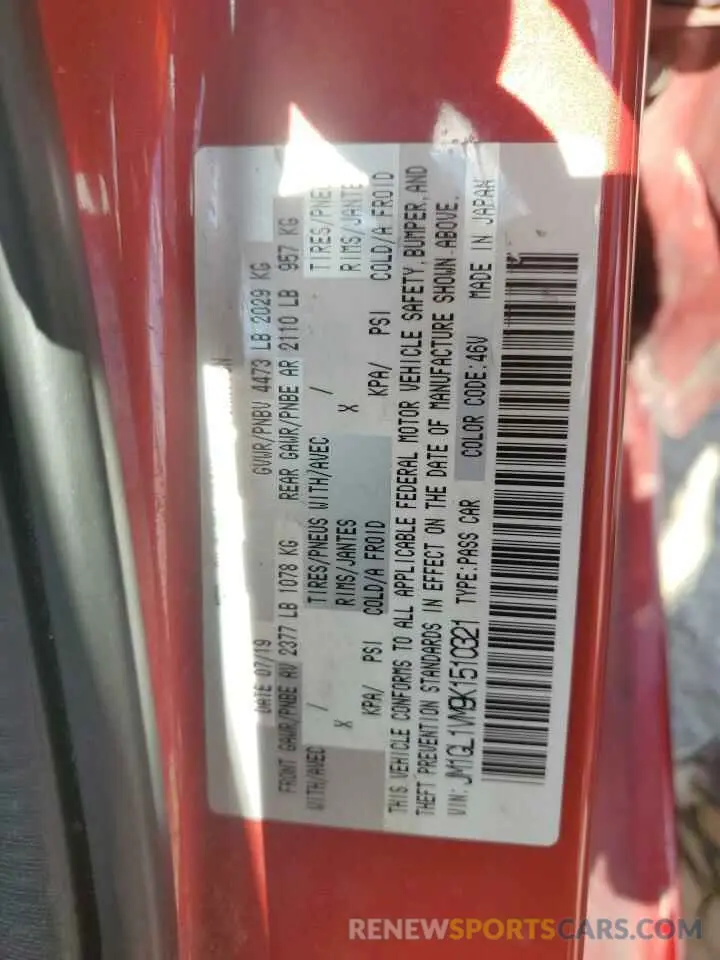 DATE 07/19 GVWR/PNBV 4473 LB 2029 KG
FRONT GAWR/PNBE AV 2377 LB 1078 KG REAR GAWR/PNBE AR 2110 LB 957 KG
WITH/AVEC / TIRES/PNEUS WITH/AVEC / TIRES/PNEU
X RIMS/JANTES X RIMS/JANTE
KPA/ PSI COLD/A FROID KPA/ PSI COLD/A FROID
THIS VEHICLE CONFORMS TO ALL APPLICABLE FEDERAL MOTOR VEHICLE SAFETY, BUMPER, AND
THEFT PREVENTION STANDARDS IN EFFECT ON THE DATE OF MANUFACTURE SHOWN ABOVE.
VIN: JM1GL1VM9K1510321 TYPE:PASS CAR COLOR CODE:46V MADE IN JAPAN
RENEWSPORTSCARS.COM